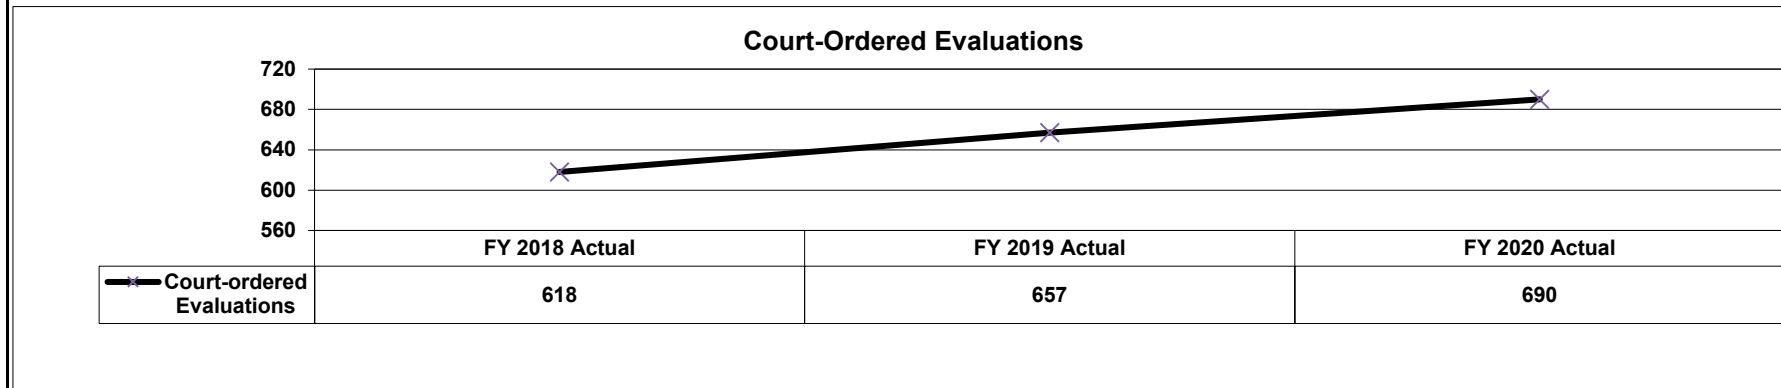 Court-Ordered Evaluations
720
680
640
600
560
FY 2018 Actual FY 2019 Actual FY 2020 Actual
Court-ordered
Evaluations
618 657 690